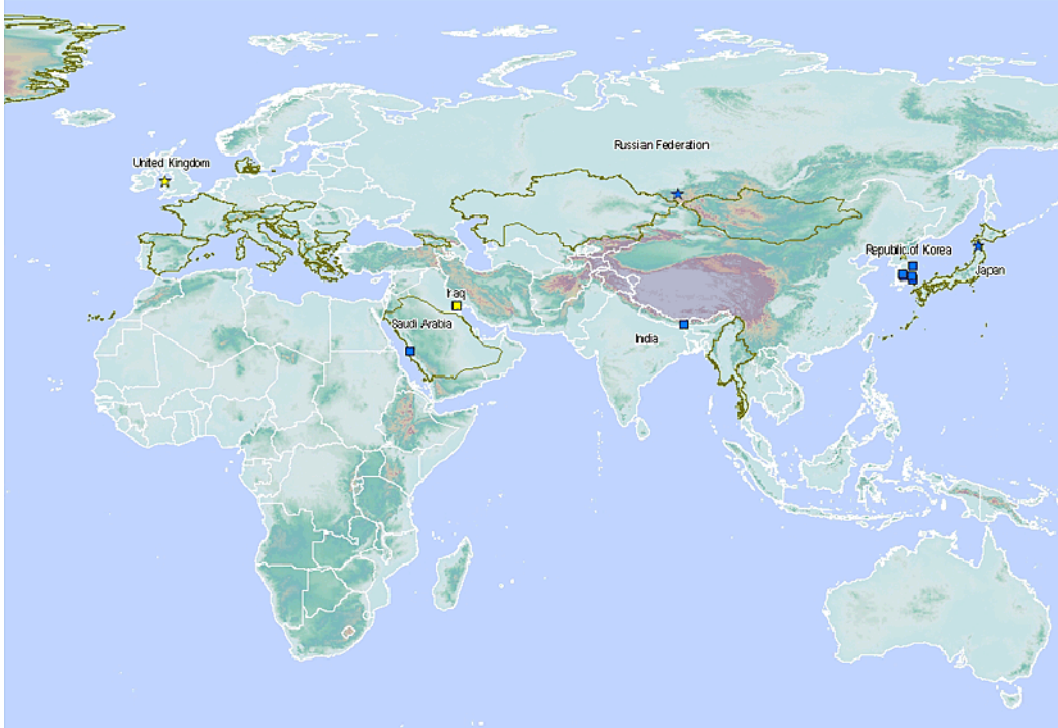 Russian Federation
United Kingdom
Republic of Korea
Japan
Iraq
Saudi Arabia
India